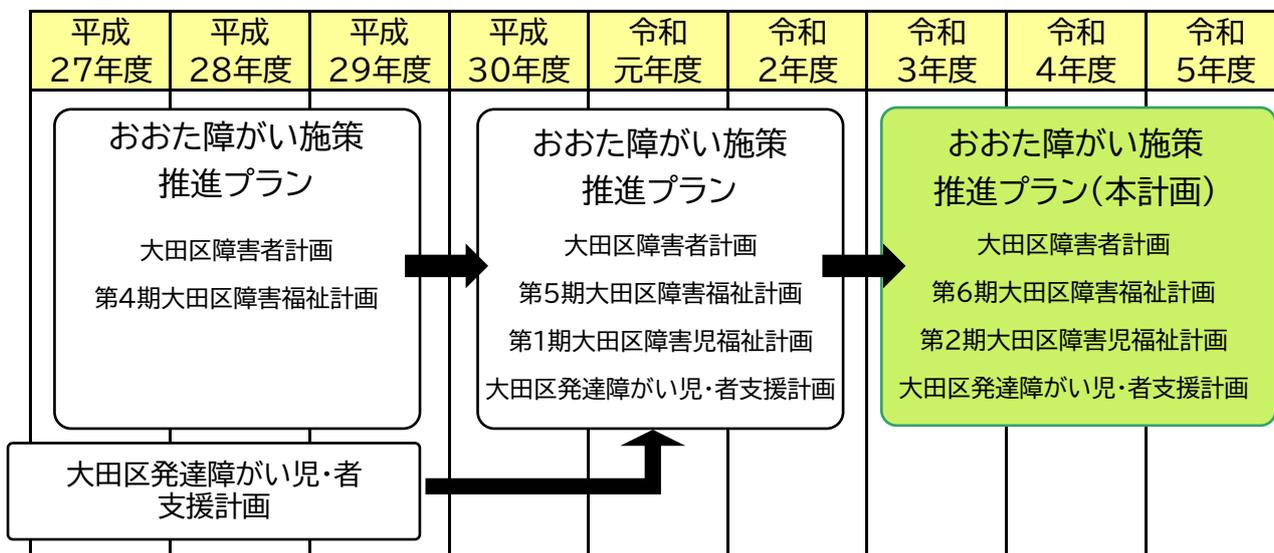 平成
27年度
平成
28年度
平成
29年度
平成
30年度
令和
元年度
令和
2年度
令和
3年度
令和
4年度
令和
5年度
おおた障がい施策
推進プラン
大田区障害者計画
第4期大田区障害福祉計画
おおた障がい施策
推進プラン
大田区障害者計画
第5期大田区障害福祉計画
第1期大田区障害児福祉計画
大田区発達障がい児・者支援計画
おおた障がい施策
推進プラン(本計画)
大田区障害者計画
第6期大田区障害福祉計画
第2期大田区障害児福祉計画
大田区発達障がい児・者支援計画
大田区発達障がい児・者
支援計画